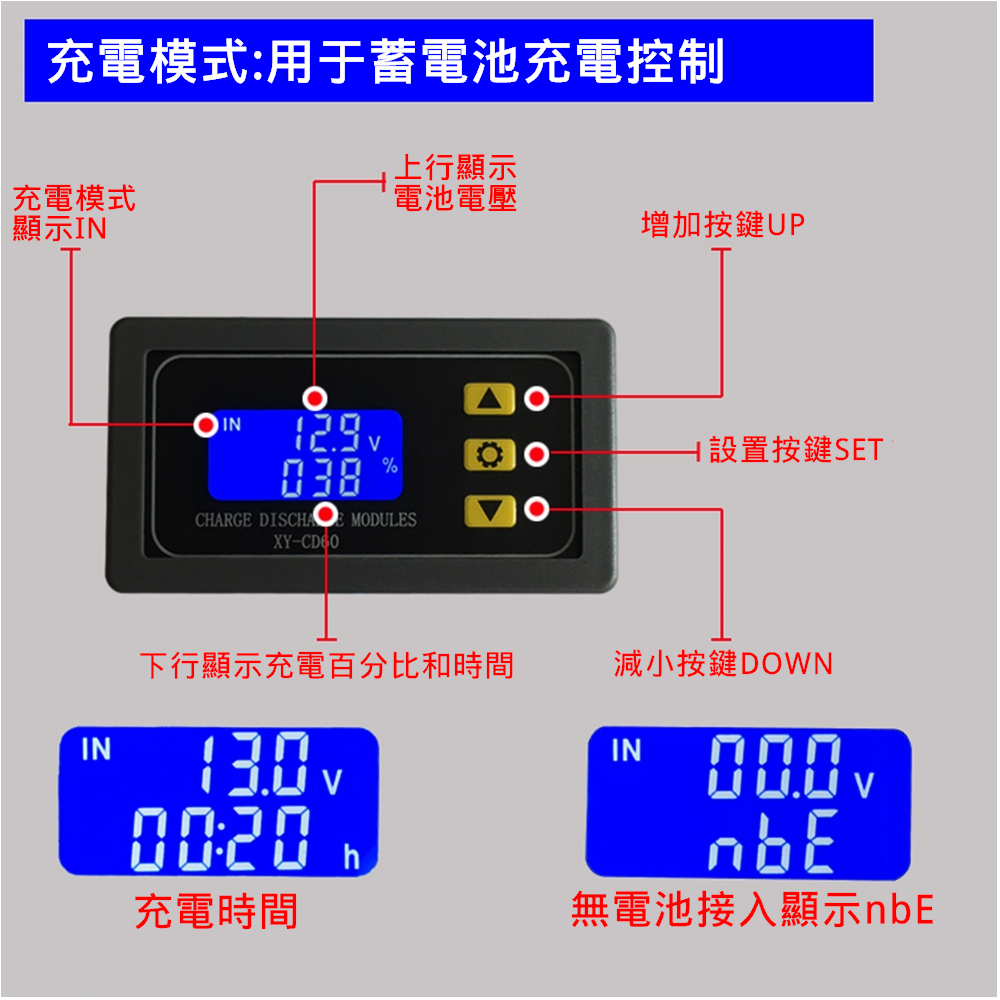 充電模式:用于蓄電池充電控制
上行顯示
電池電壓
充電模式
顯示IN
增加按鍵UP
IN
12.9 V
038 %
設置按鍵SET
CHARGE DISCHA E MODULES
XY-CD60
下行顯示充電百分比和時間
減小按鍵DOWN
IN
13.0 V
00:20 h
充電時間
IN
00.0 V
nbE
無電池接入顯示nbE